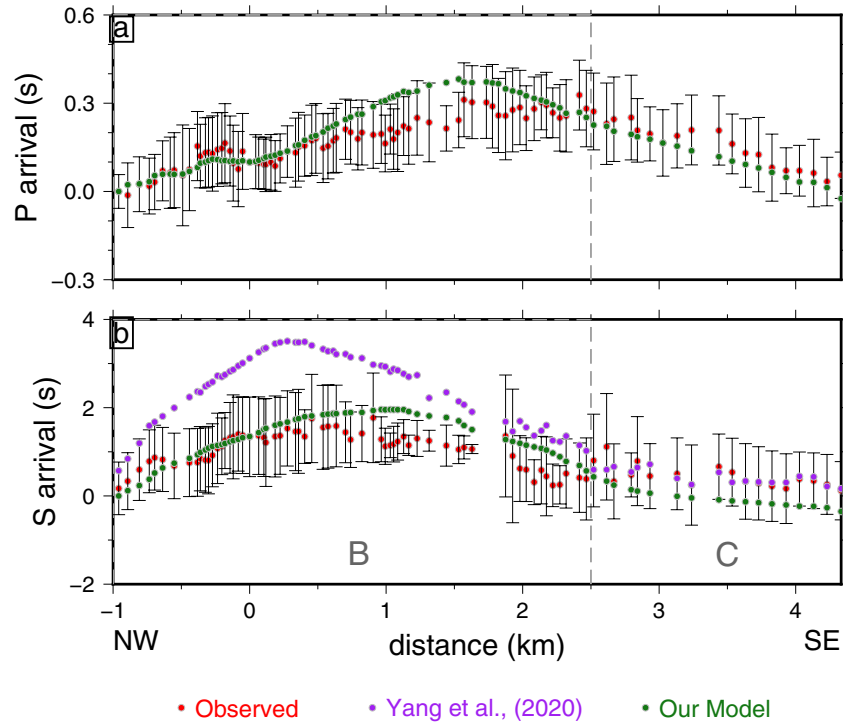 a
P arrival (s)
0.6
0.3
0.0
−0.3
b
S arrival (s)
4
2
0
−2
B
C
−1 0 1 2 3 4
NW distance (km) SE
Observed Yang et al., (2020) Our Model